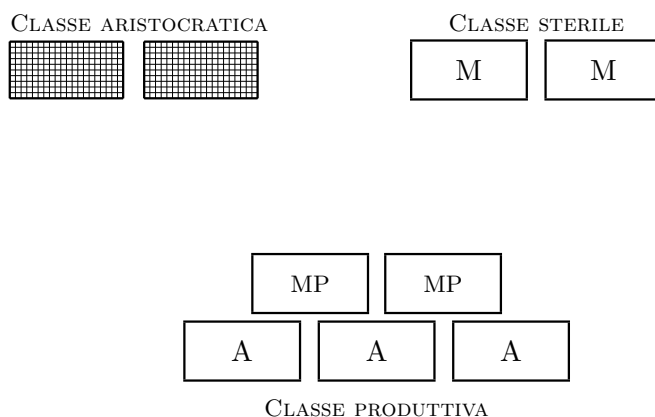 CLASSE ARISTOCRATICA
CLASSE STERILE
M M
MP MP
A A A
CLASSE PRODUTTIVA